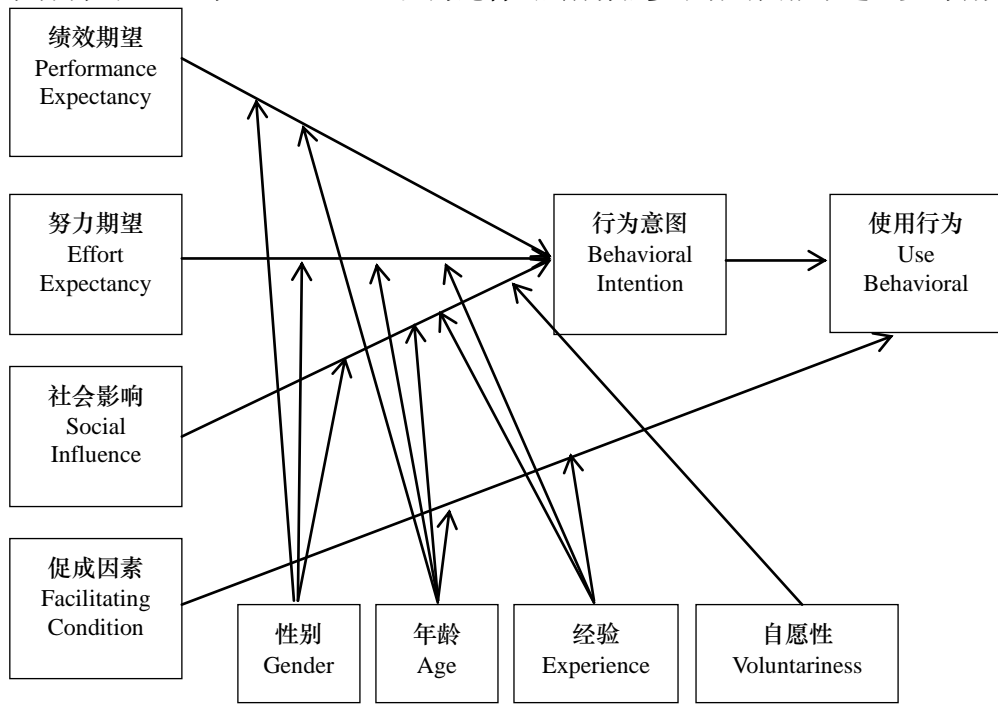 绩效期望
Performance
Expectancy
努力期望
Effort
Expectancy
社会影响
Social
Influence
促成因素
Facilitating
Condition
行为意图
Behavioral
Intention
使用行为
Use
Behavioral
性别
Gender
年龄
Age
经验
Experience
自愿性
Voluntariness